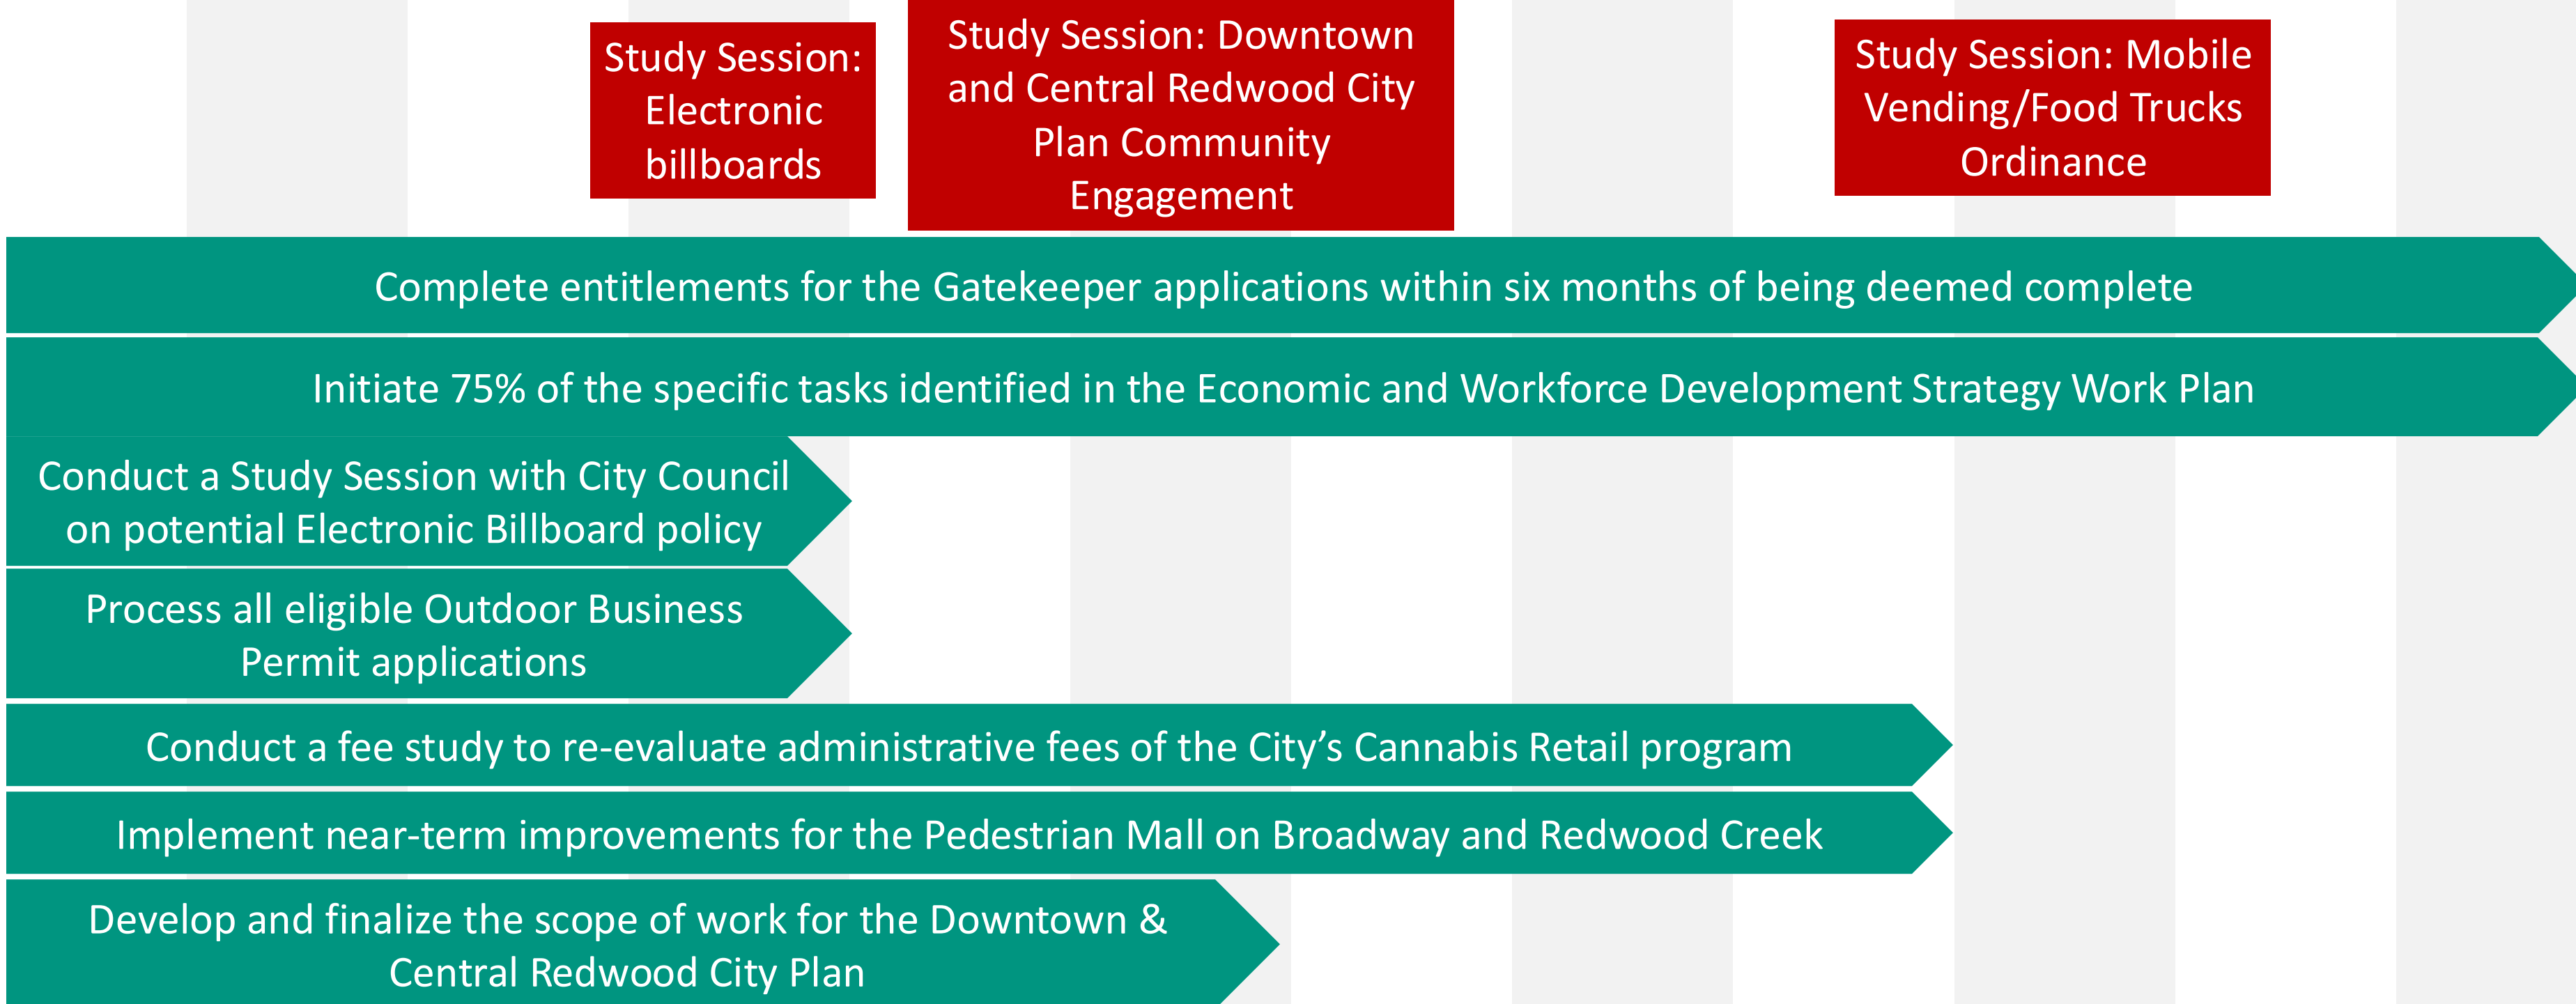 Study Session:
Electronic
billboards
Study Session: Downtown
and Central Redwood City
Plan Community
Engagement
Study Session: Mobile
Vending/Food Trucks
Ordinance
Complete entitlements for the Gatekeeper applications within six months of being deemed complete
Initiate 75% of the specific tasks identified in the Economic and Workforce Development Strategy Work Plan
Conduct a Study Session with City Council
on potential Electronic Billboard policy
Process all eligible Outdoor Business
Permit applications
Conduct a fee study to re-evaluate administrative fees of the City’s Cannabis Retail program
Implement near-term improvements for the Pedestrian Mall on Broadway and Redwood Creek
Develop and finalize the scope of work for the Downtown &
Central Redwood City Plan